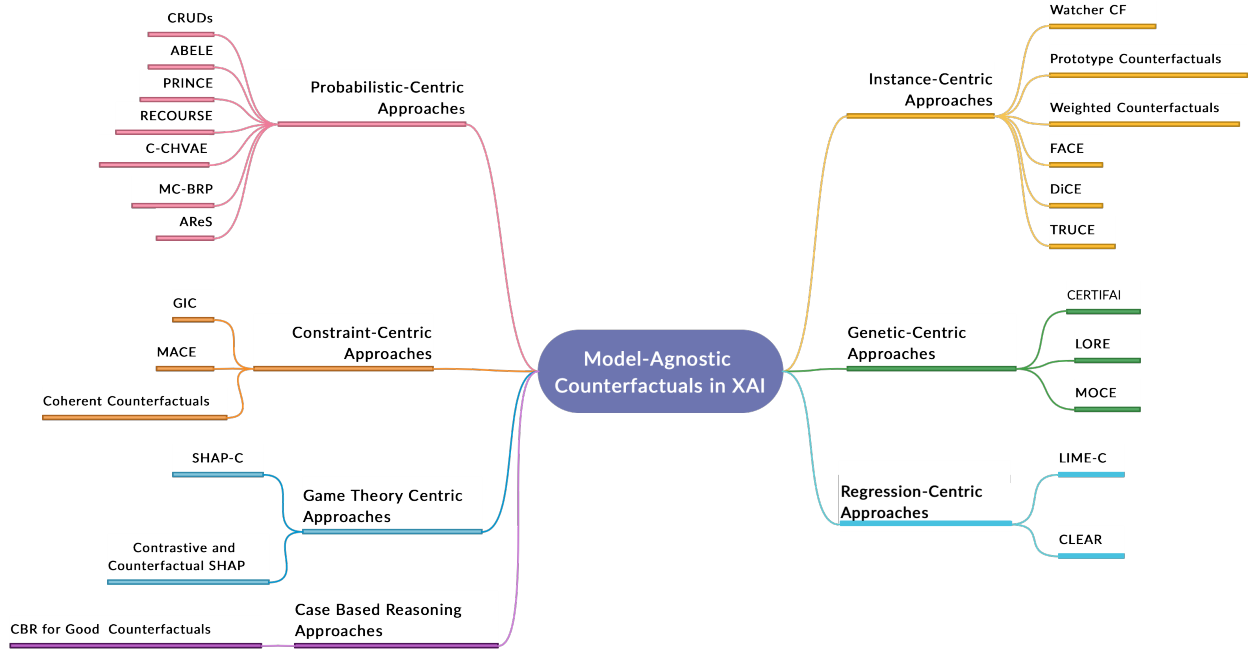 CRUDs
ABELE
PRINCE
RECOURSE
C-CHVAE
MC-BRP
AReS
Probabilistic-Centric
Approaches
GIC
MACE
Coherent Counterfactuals
Constraint-Centric
Approaches
SHAP-C
Contrastive and
Counterfactual SHAP
Game Theory Centric
Approaches
CBR for Good Counterfactuals
Case Based Reasoning
Approaches
Model-Agnostic
Counterfactuals in XAI
Instance-Centric
Approaches
Watcher CF
Prototype Counterfactuals
Weighted Counterfactuals
FACE
DiCE
TRUCE
Genetic-Centric
Approaches
CERTIFAI
LORE
MOCE
Regression-Centric
Approaches
LIME-C
CLEAR